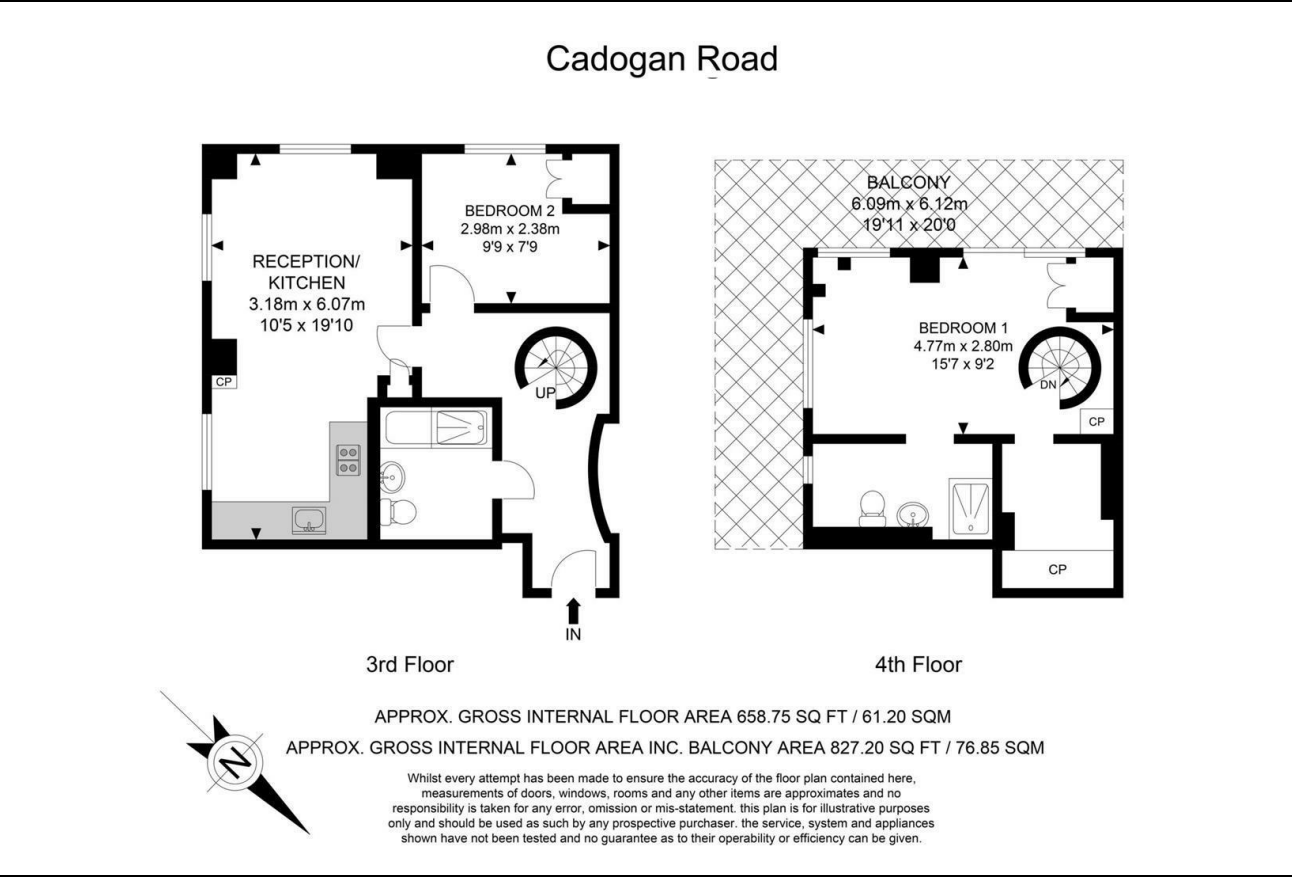 Cadogan Road
RECEPTION/
KITCHEN
3.18m x 6.07m
10'5 x 19'10
BEDROOM 2
2.98m x 2.38m
9'9 x 7'9
CP
UP
IN
3rd Floor
BALCONY
6.09m x 6.12m
19'11 x 20'0
BEDROOM 1
4.77m x 2.80m
15'7 x 9'2
DN
CP
CP
4th Floor
N
APPROX. GROSS INTERNAL FLOOR AREA 658.75 SQ FT / 61.20 SQM
APPROX. GROSS INTERNAL FLOOR AREA INC. BALCONY AREA 827.20 SQ FT / 76.85 SQM
Whilst every attempt has been made to ensure the accuracy of the floor plan contained here,
measurements of doors, windows, rooms and any other items are approximates and no
responsibility is taken for any error, omission or mis-statement. this plan is for illustrative purposes
only and should be used as such by any prospective purchaser. the service, system and appliances
shown have not been tested and no guarantee as to their operability or efficiency can be given.